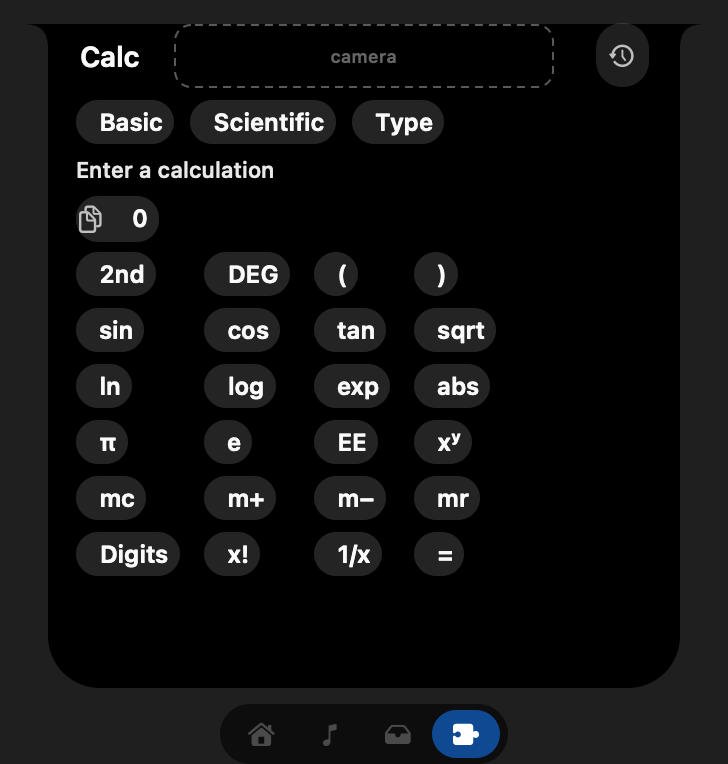 Calc camera
Basic Scientific Type
Enter a calculation
0
2nd DEG ( )
sin cos tan sqrt
ln log exp abs
π e EE xʸ
mc m+ m− mr
Digits x! 1/x =